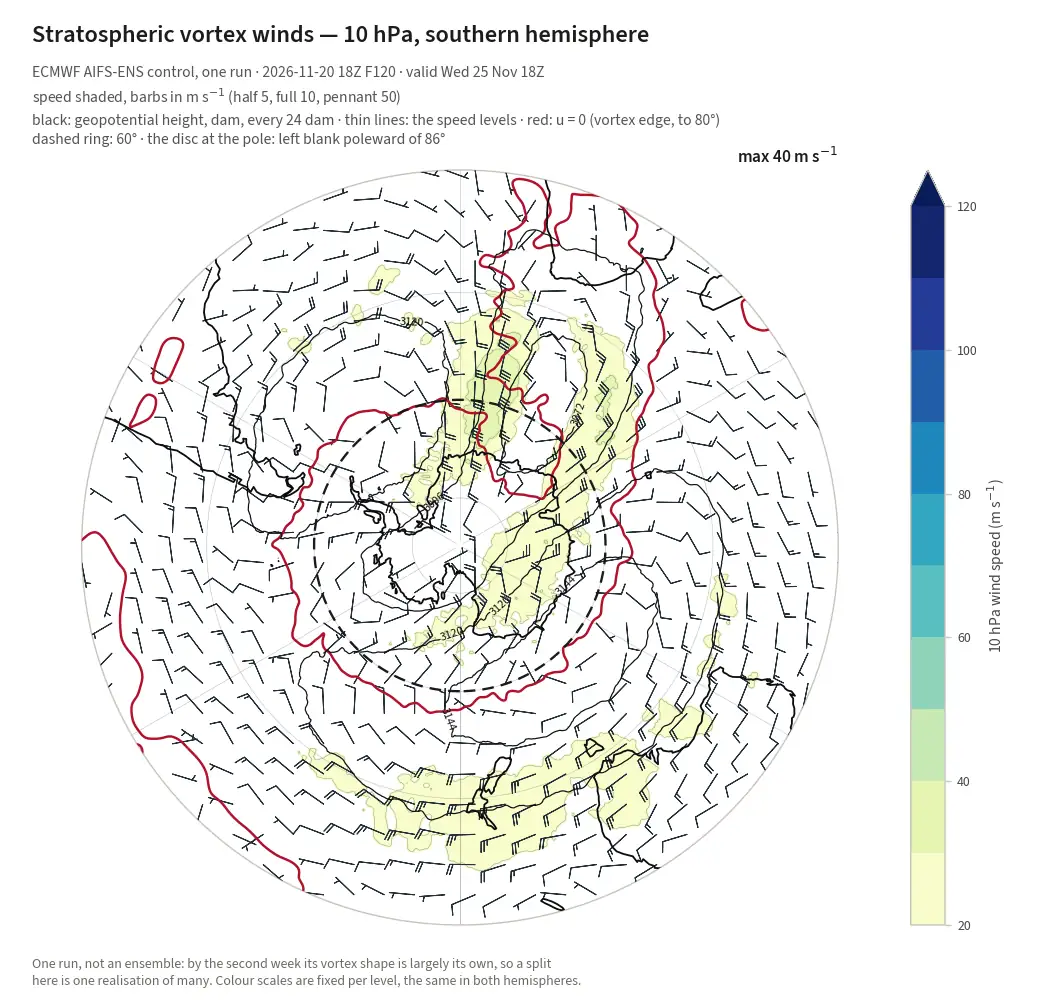 Stratospheric vortex winds — 10 hPa, southern hemisphere
ECMWF AIFS-ENS control, one run · 2026-11-20 18Z F120 · valid Wed 25 Nov 18Z
speed shaded, barbs in m s⁻¹ (half 5, full 10, pennant 50)
black: geopotential height, dam, every 24 dam · thin lines: the speed levels · red: u = 0 (vortex edge, to 80°)
dashed ring: 60° · the disc at the pole: left blank poleward of 86°
max 40 m s⁻¹
120
100
80
60
40
20
10 hPa wind speed (m s⁻¹)
3120
3072
3096
3144
3120
3120
3144
One run, not an ensemble: by the second week its vortex shape is largely its own, so a split
here is one realisation of many. Colour scales are fixed per level, the same in both hemispheres.